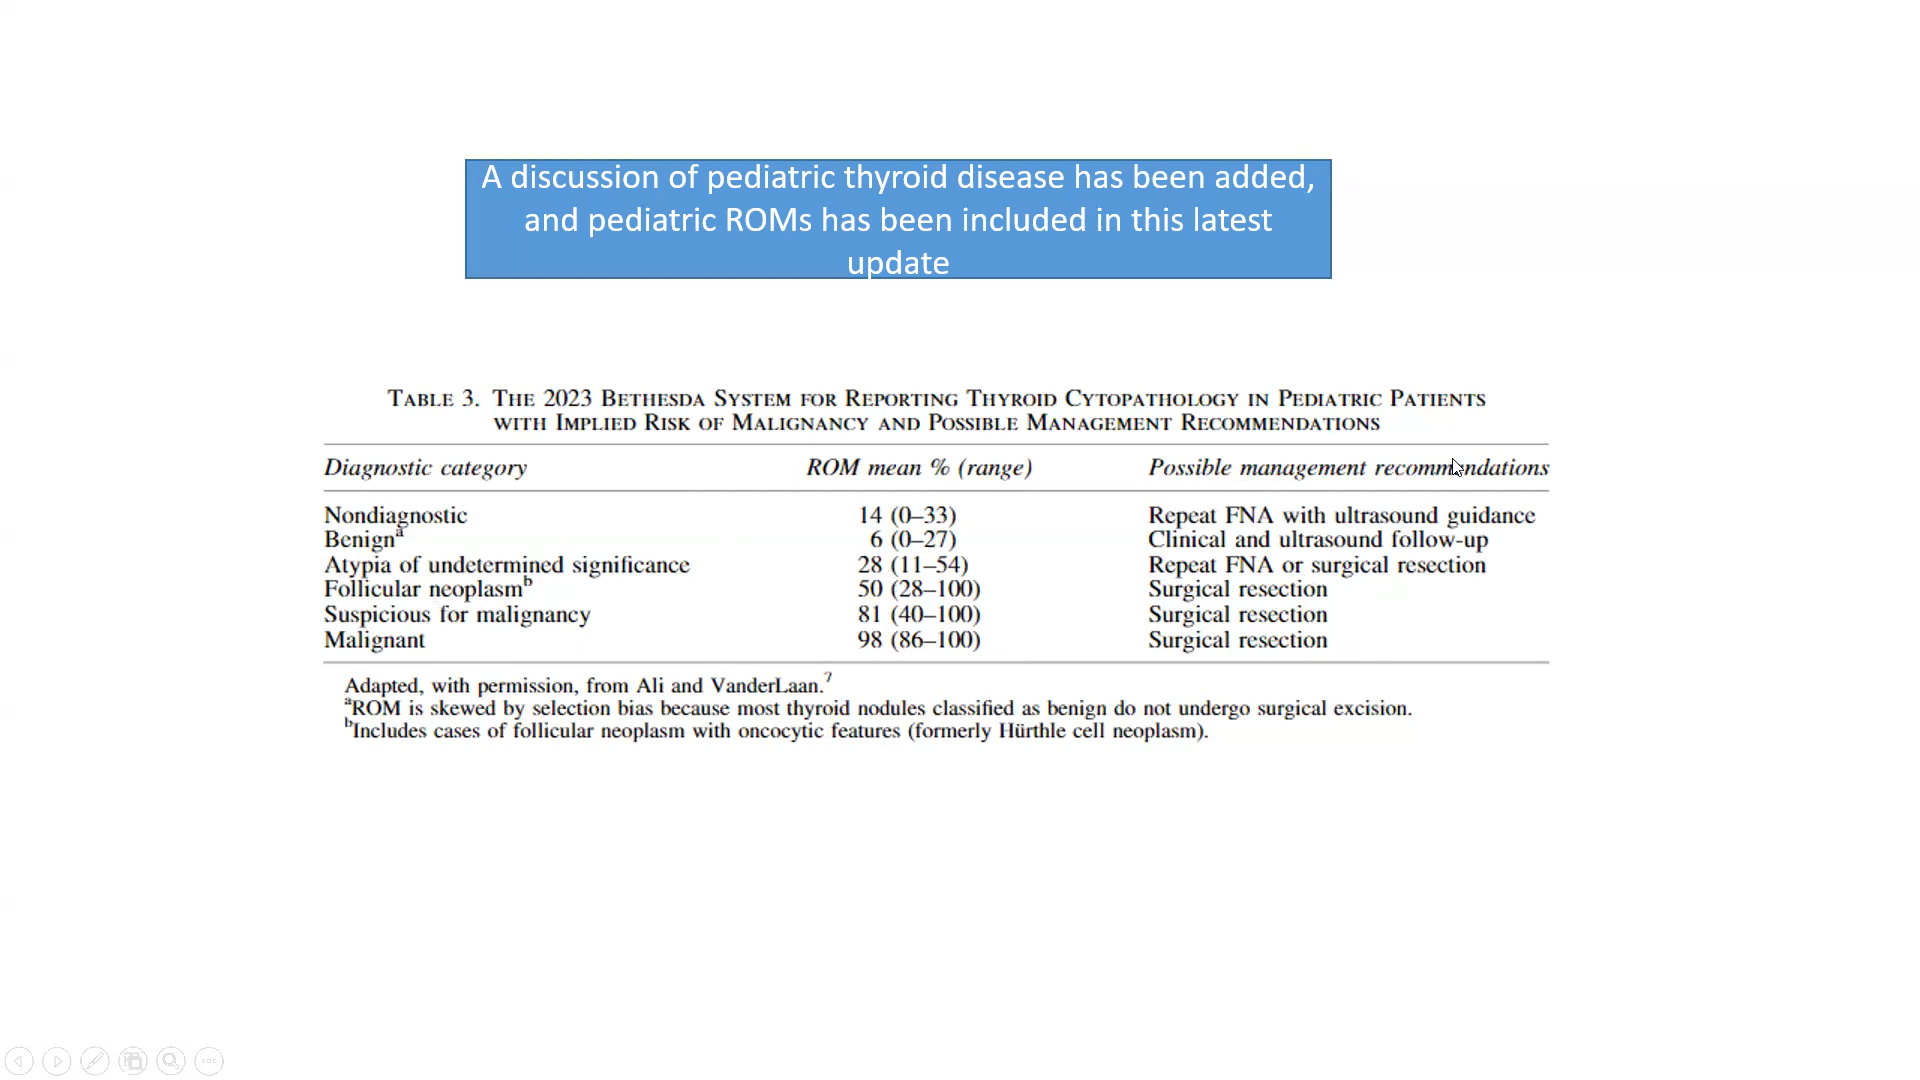 A discussion of pediatric thyroid disease has been added,
and pediatric ROMs has been included in this latest
update
TABLE 3. THE 2023 BETHESDA SYSTEM FOR REPORTING THYROID CYTOPATHOLOGY IN PEDIATRIC PATIENTS
WITH IMPLIED RISK OF MALIGNANCY AND POSSIBLE MANAGEMENT RECOMMENDATIONS
Diagnostic category ROM mean % (range) Possible management recommendations
Nondiagnostic 14 (0–33) Repeat FNA with ultrasound guidance
Benignᵃ 6 (0–27) Clinical and ultrasound follow-up
Atypia of undetermined significance 28 (11–54) Repeat FNA or surgical resection
Follicular neoplasmᵇ 50 (28–100) Surgical resection
Suspicious for malignancy 81 (40–100) Surgical resection
Malignant 98 (86–100) Surgical resection
Adapted, with permission, from Ali and VanderLaan.⁷
ᵃROM is skewed by selection bias because most thyroid nodules classified as benign do not undergo surgical excision.
ᵇIncludes cases of follicular neoplasm with oncocytic features (formerly Hürthle cell neoplasm).